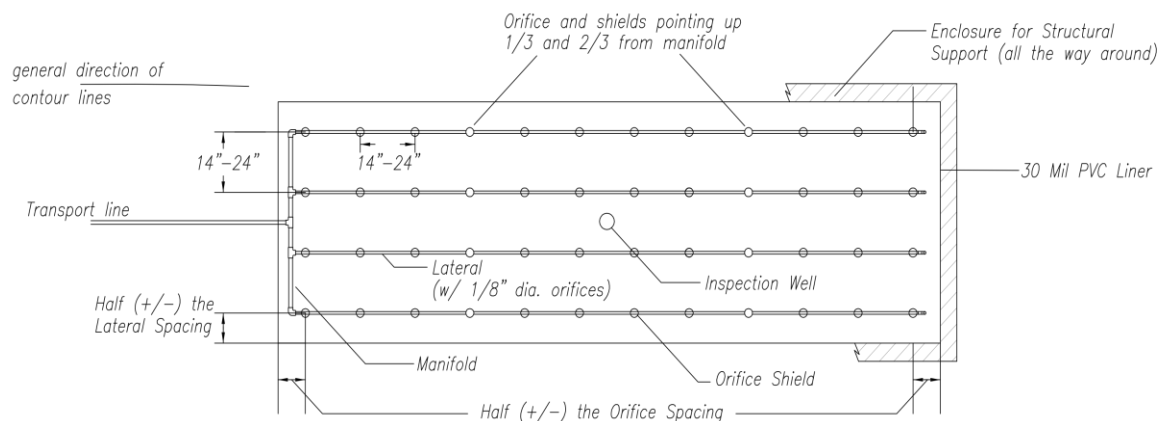 Orifice and shields pointing up
1/3 and 2/3 from manifold
Enclosure for Structural
Support (all the way around)
general direction of
contour lines
14"-24"
14"-24"
30 Mil PVC Liner
Transport line
Lateral
(w/ 1/8" dia. orifices)
Inspection Well
Half (+/-) the
Lateral Spacing
Manifold
Orifice Shield
Half (+/-) the Orifice Spacing